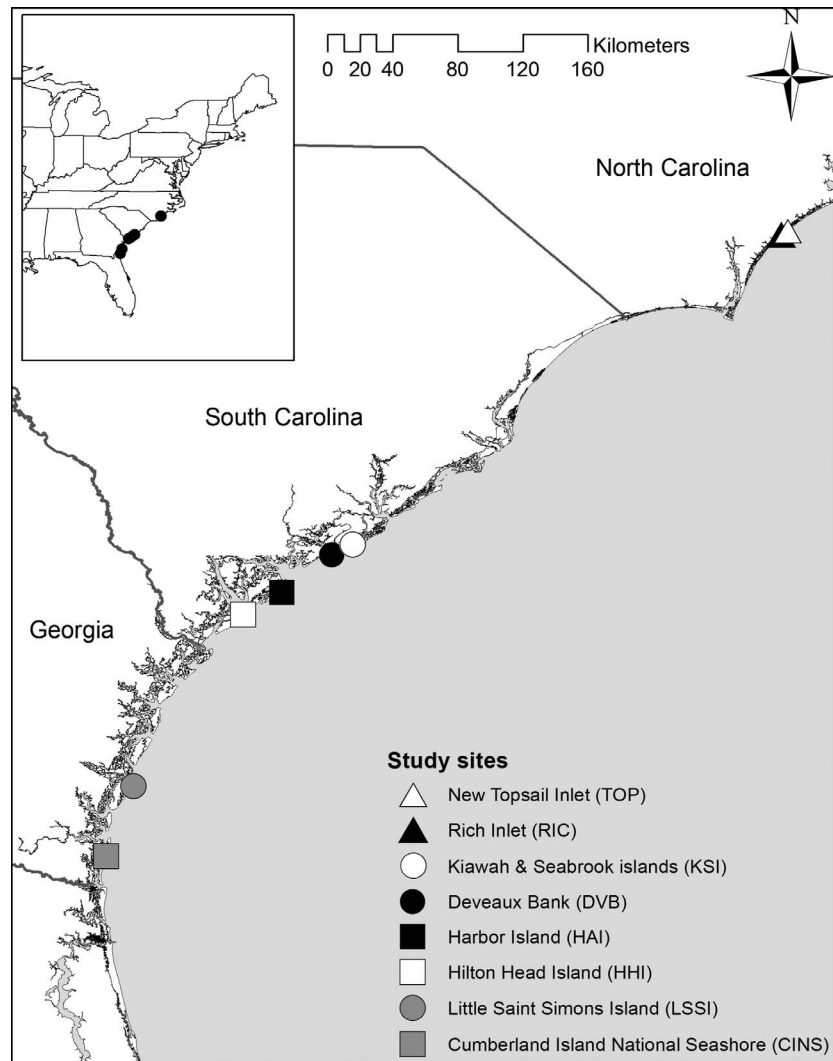 N
Kilometers
0 20 40 80 120 160
North Carolina
South Carolina
Georgia
Study sites
New Topsail Inlet (TOP)
Rich Inlet (RIC)
Kiawah & Seabrook islands (KSI)
Deveaux Bank (DVB)
Harbor Island (HAI)
Hilton Head Island (HHI)
Little Saint Simons Island (LSSI)
Cumberland Island National Seashore (CINS)